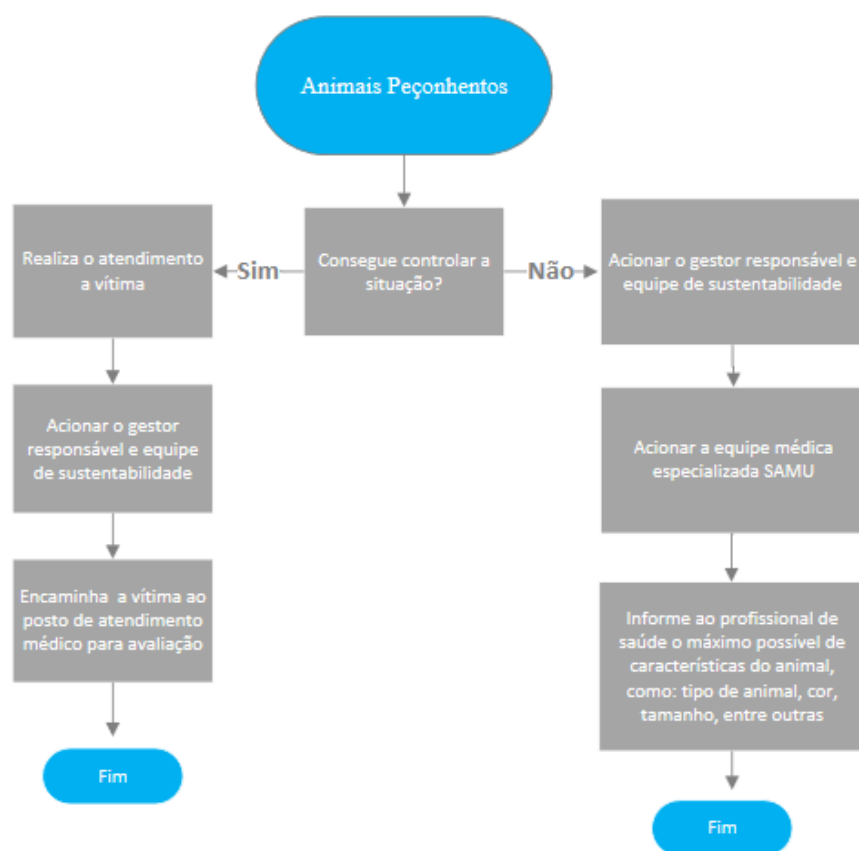 Animais Peçonhentos
Consegue controlar a
situação?
Sim
Não
Realiza o atendimento
a vítima
Acionar o gestor
responsável e equipe
de sustentabilidade
Encaminha a vítima ao
posto de atendimento
médico para avaliação
Fim
Acionar o gestor responsável e
equipe de sustentabilidade
Acionar a equipe médica
especializada SAMU
Informe ao profissional de
saúde o máximo possível de
características do animal,
como: tipo de animal, cor,
tamanho, entre outras
Fim